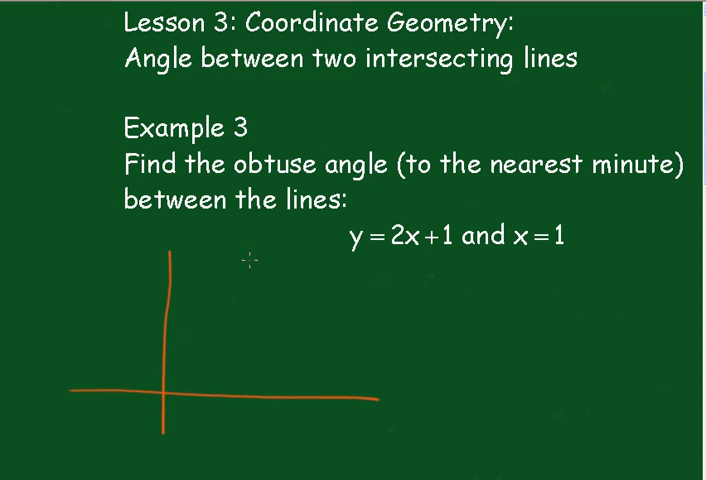 Lesson 3: Coordinate Geometry:
Angle between two intersecting lines
Example 3
Find the obtuse angle (to the nearest minute)
between the lines:
y = 2x + 1 and x = 1